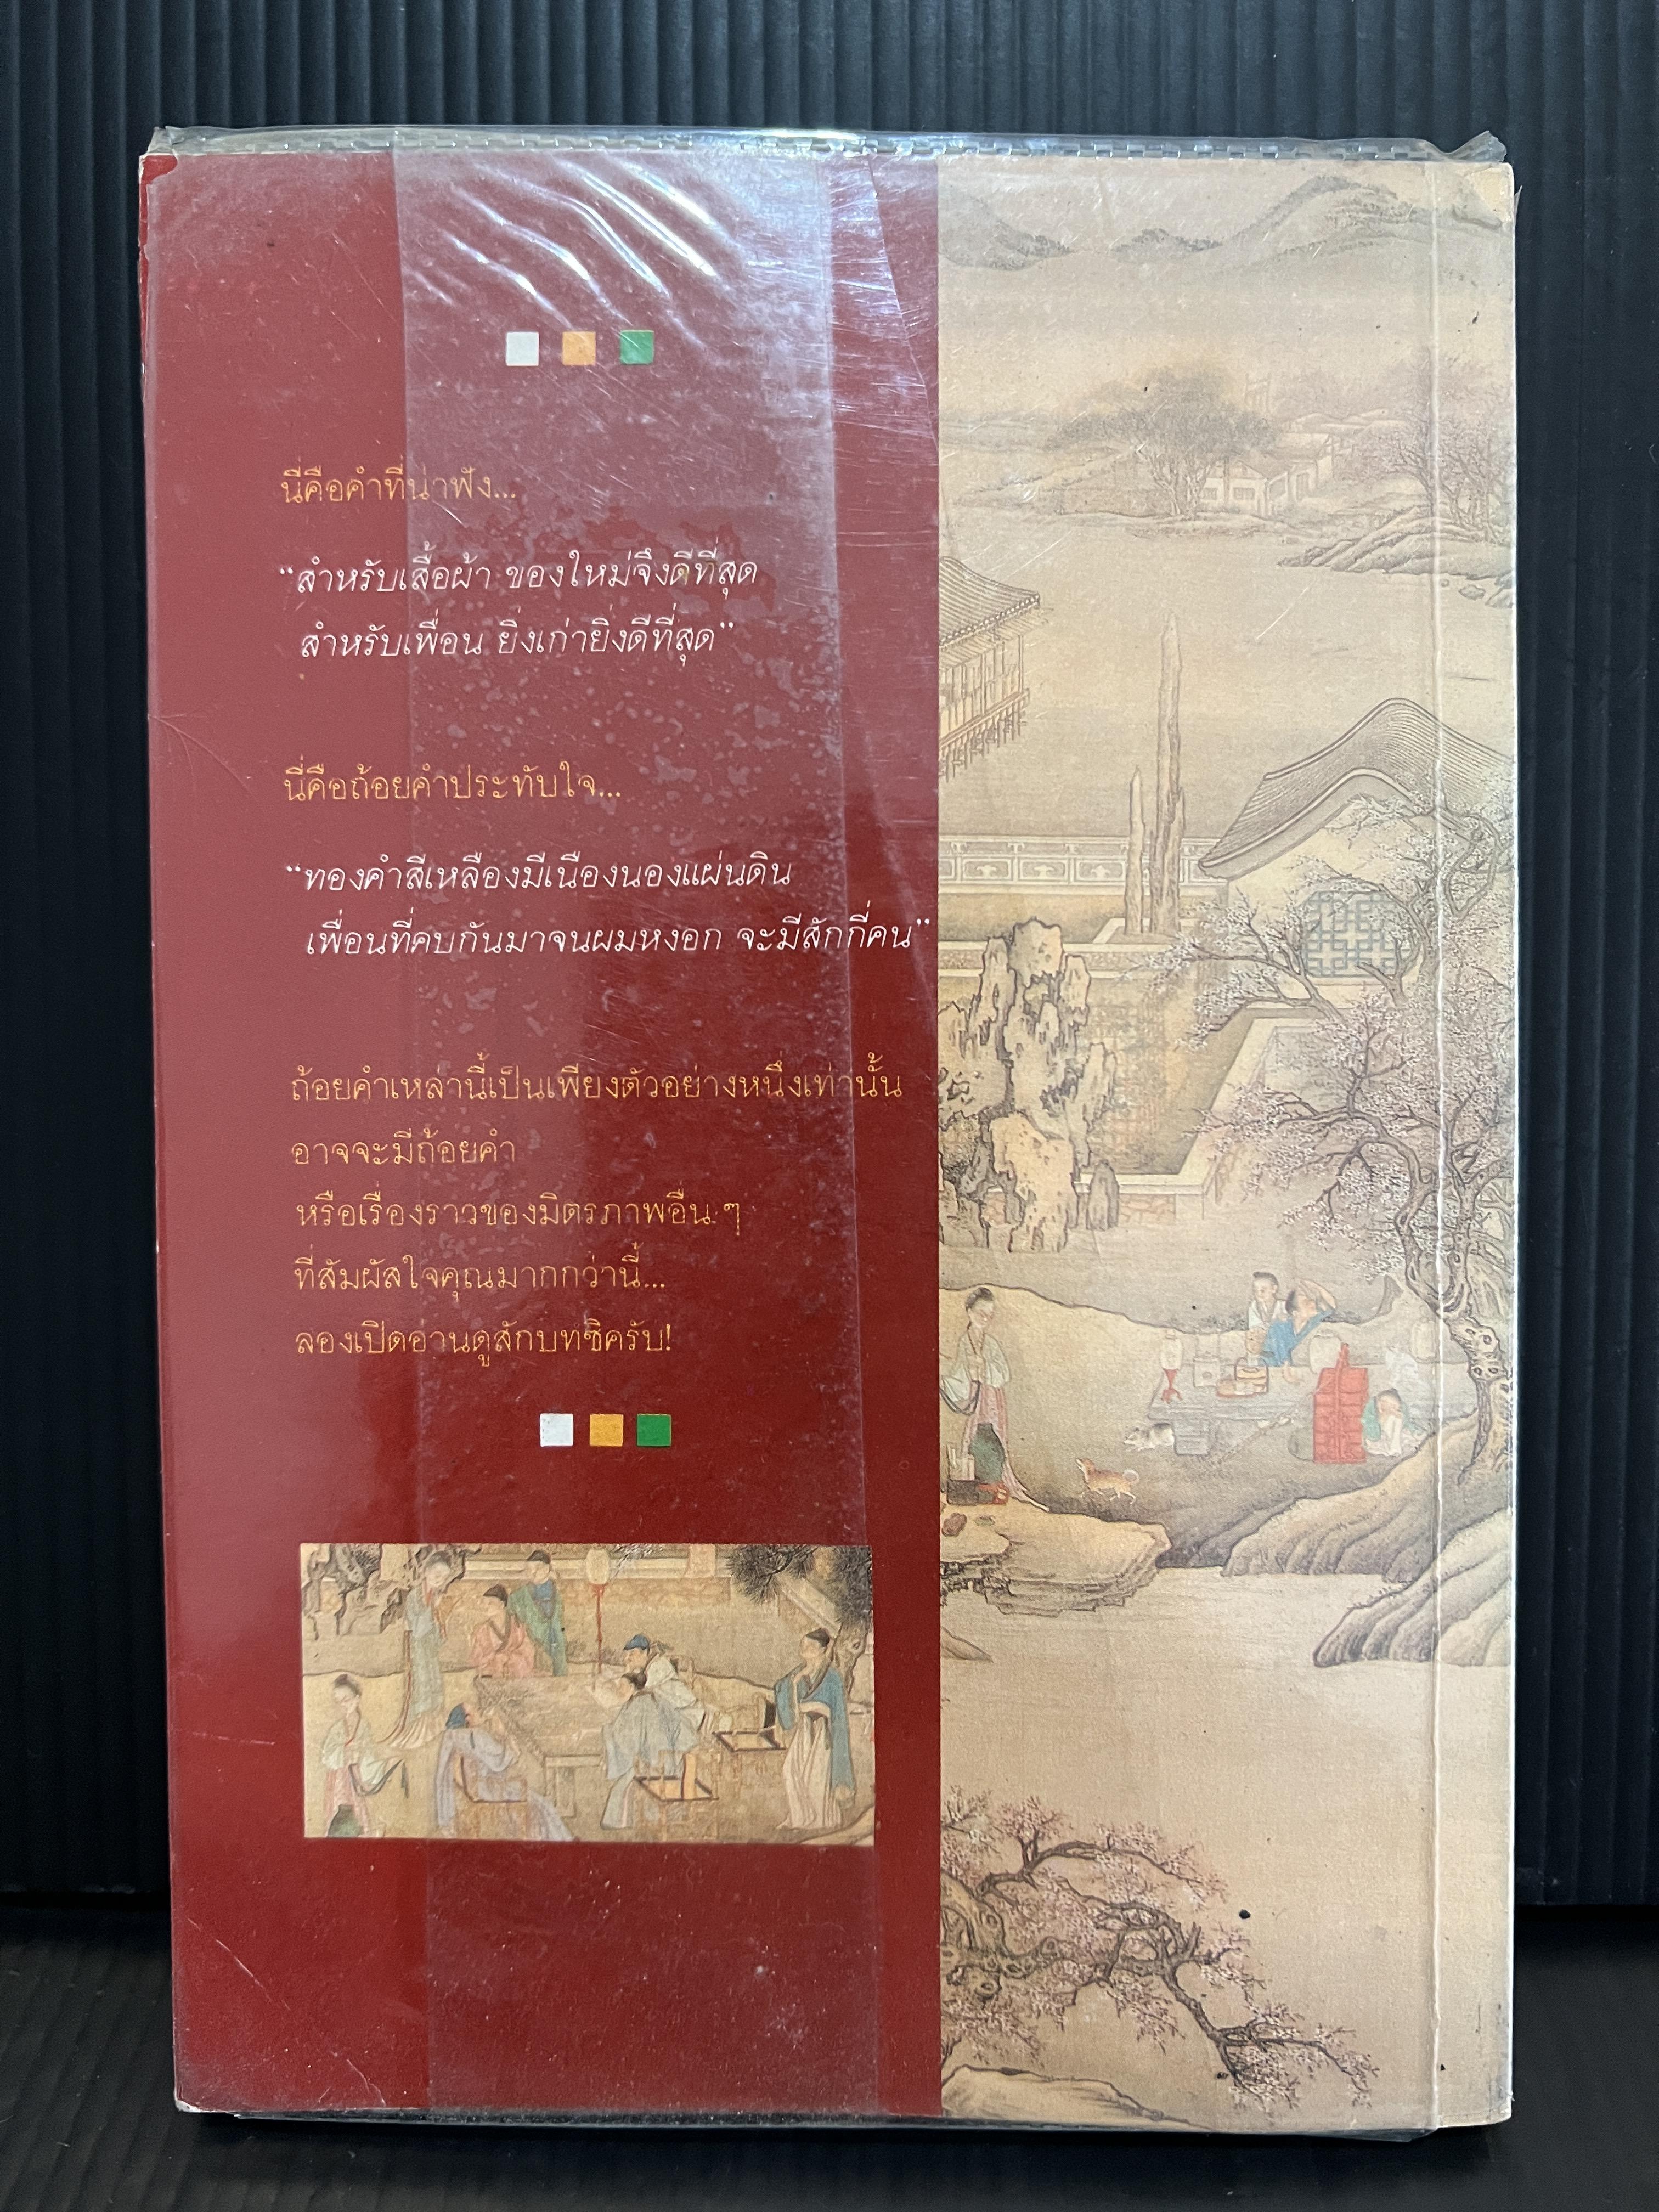 นี่คือคำที่น่าฟัง...
“สำหรับเสื้อผ้า ของใหม่จึงดีที่สุด
สำหรับเพื่อน ยิ่งเก่ายิ่งดีที่สุด”
นี่คือถ้อยคำประทับใจ...
“ทองคำสีเหลืองมีเนืองนองแผ่นดิน
เพื่อนที่คบกันมาจนผมหงอก จะมีสักกี่คน”
ถ้อยคำเหล่านี้เป็นเพียงตัวอย่างหนึ่งเท่านั้น
อาจจะมีถ้อยคำ
หรือเรื่องราวของมิตรภาพอื่น ๆ
ที่สัมผัสใจคุณมากกว่านี้...
ลองเปิดอ่านดูสักบทซิครับ!